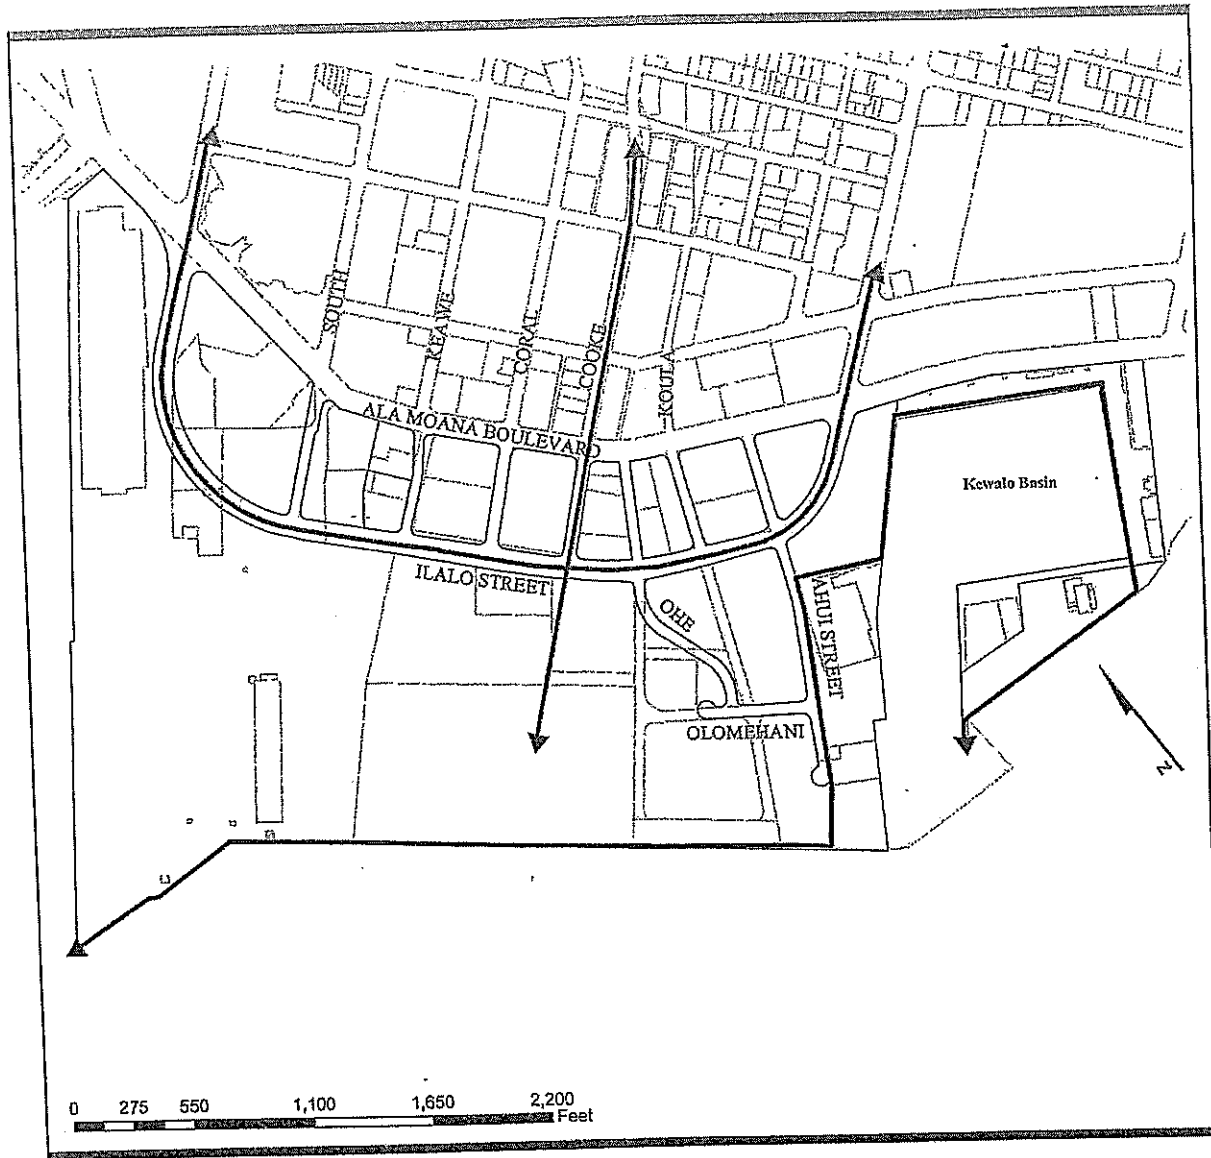 SOUTH
KEAWE
CORAL
COOKE
KOULA
ALA MOANA BOULEVARD
Kewalo Basin
ILALO STREET
OHE
AHUI STREET
OLOMEHANI
N
0 275 550 1,100 1,650 2,200
Feet